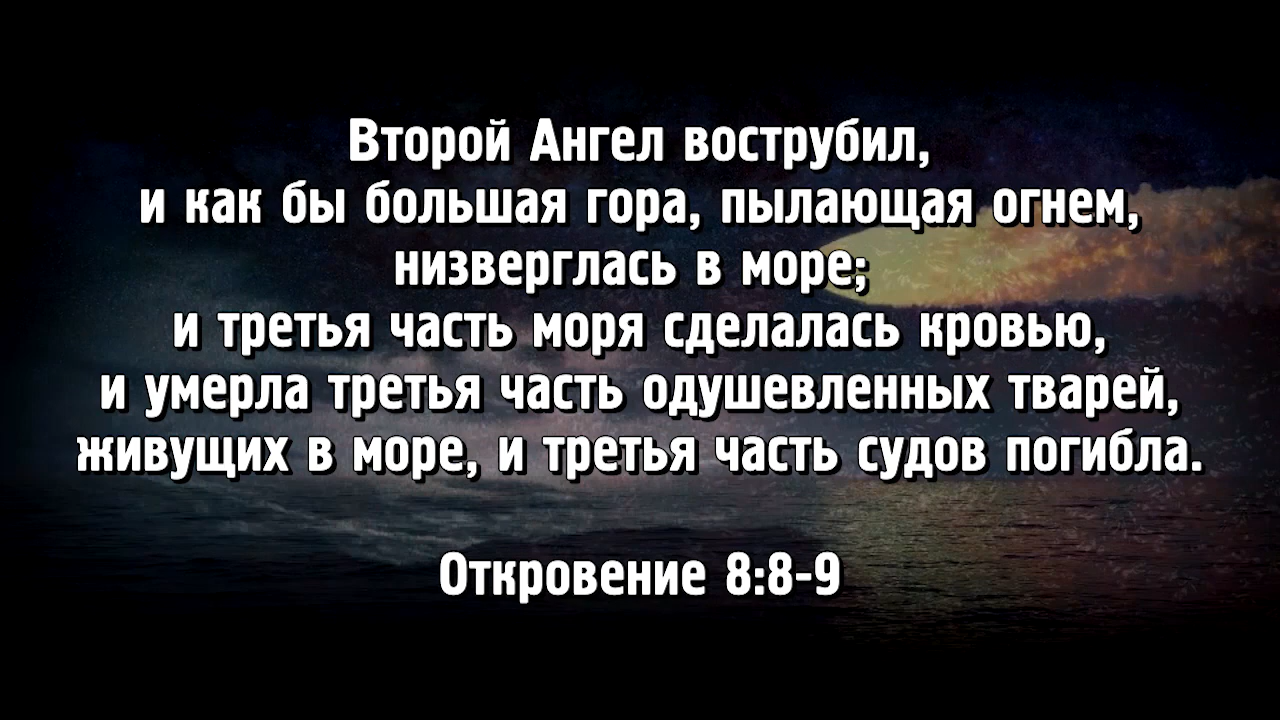 Второй Ангел вострубил,
и как бы большая гора, пылающая огнем,
низверглась в море;
и третья часть моря сделалась кровью,
и умерла третья часть одушевленных тварей,
живущих в море, и третья часть судов погибла.
Откровение 8:8-9